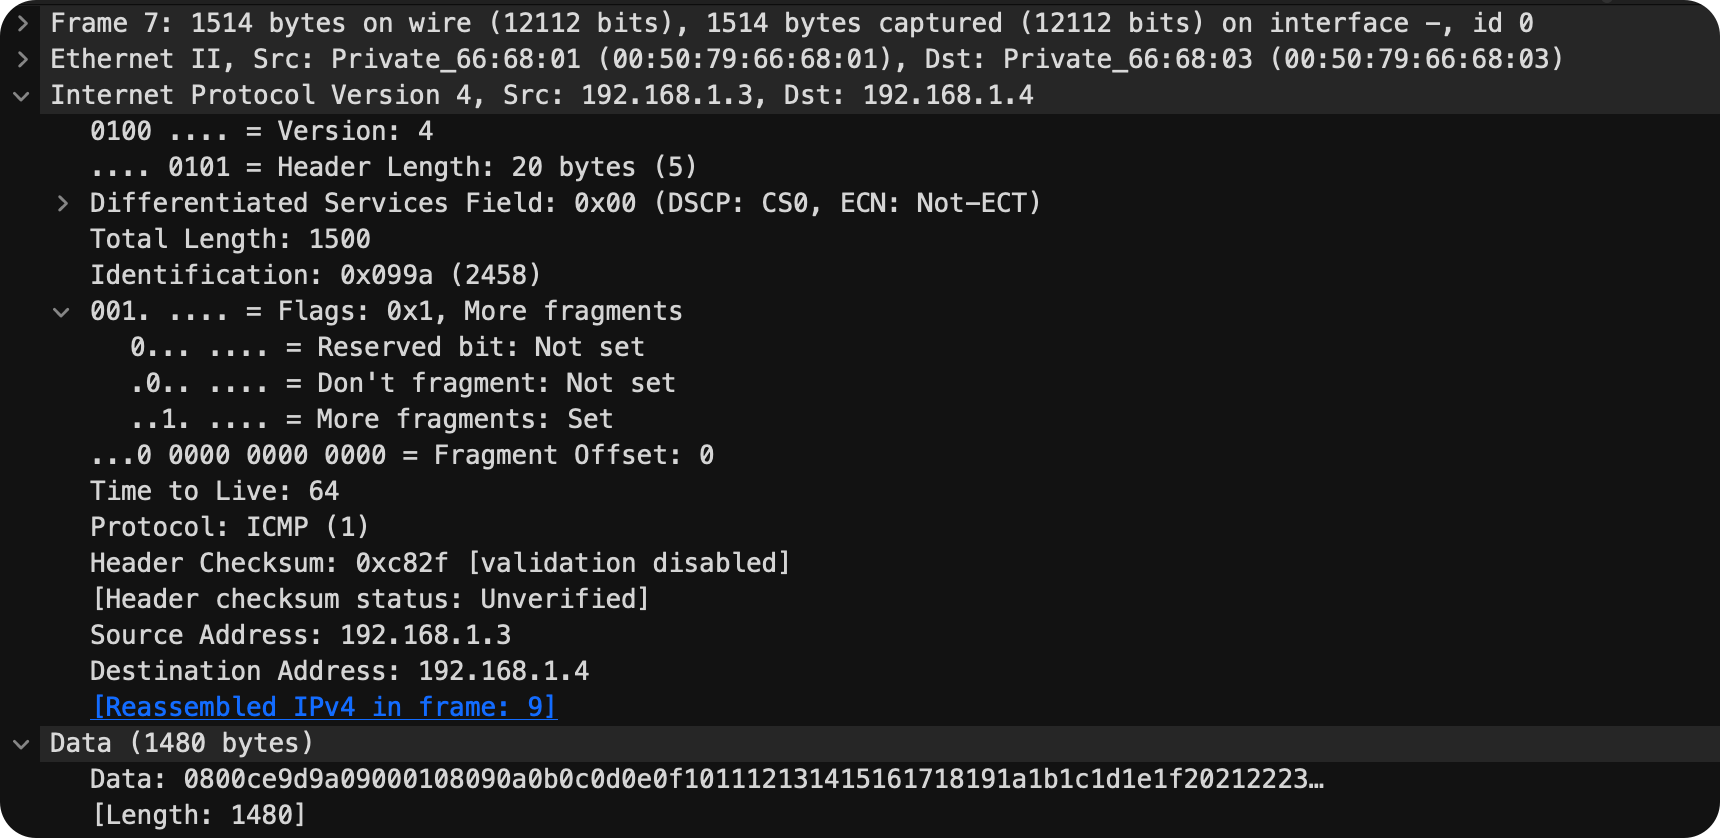 Frame 7: 1514 bytes on wire (12112 bits), 1514 bytes captured (12112 bits) on interface -, id 0
Ethernet II, Src: Private_66:68:01 (00:50:79:66:68:01), Dst: Private_66:68:03 (00:50:79:66:68:03)
Internet Protocol Version 4, Src: 192.168.1.3, Dst: 192.168.1.4
0100 .... = Version: 4
.... 0101 = Header Length: 20 bytes (5)
Differentiated Services Field: 0x00 (DSCP: CS0, ECN: Not-ECT)
Total Length: 1500
Identification: 0x099a (2458)
001. .... = Flags: 0x1, More fragments
0... .... = Reserved bit: Not set
.0.. .... = Don't fragment: Not set
..1. .... = More fragments: Set
...0 0000 0000 0000 = Fragment Offset: 0
Time to Live: 64
Protocol: ICMP (1)
Header Checksum: 0xc82f [validation disabled]
[Header checksum status: Unverified]
Source Address: 192.168.1.3
Destination Address: 192.168.1.4
[Reassembled IPv4 in frame: 9]
Data (1480 bytes)
Data: 0800ce9d9a09000108090a0b0c0d0e0f101112131415161718191a1b1c1d1e1f20212223…
[Length: 1480]